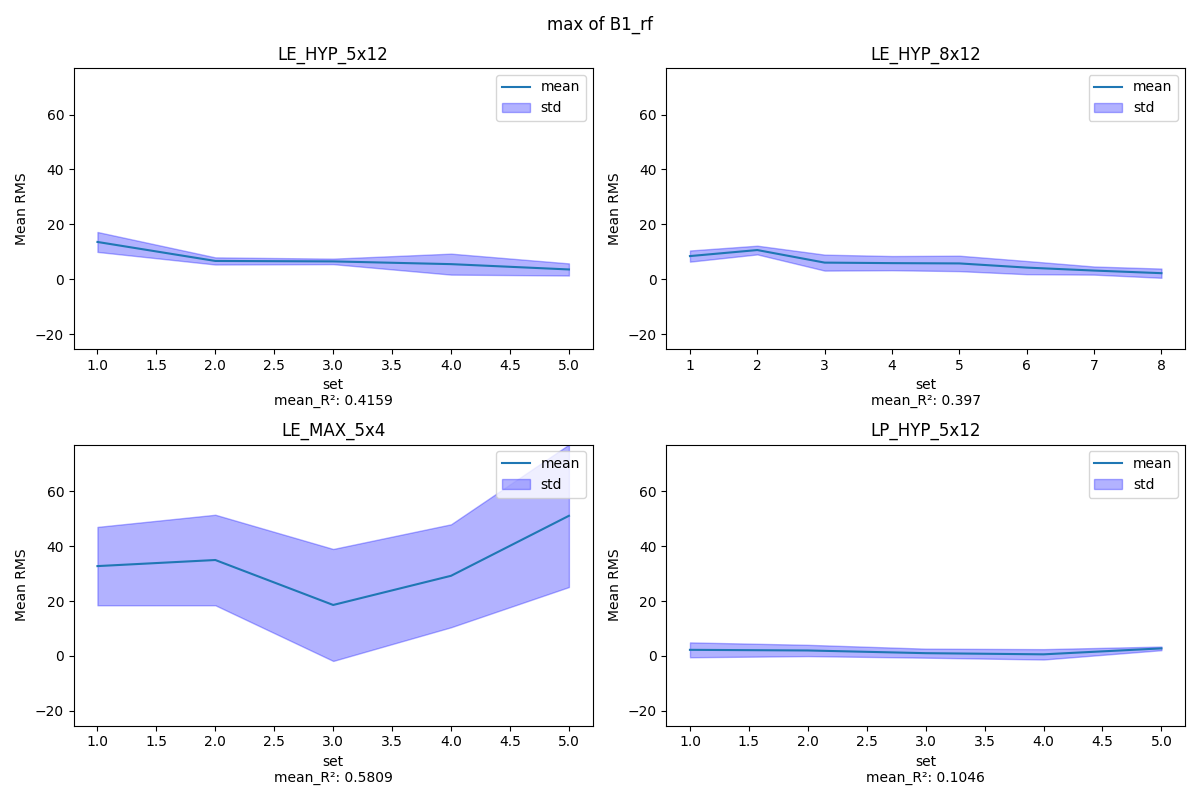 max of B1_rf
LE_HYP_5x12
mean
std
Mean RMS
60
40
20
0
−20
1.0 1.5 2.0 2.5 3.0 3.5 4.0 4.5 5.0
set
mean_R²: 0.4159
LE_HYP_8x12
mean
std
Mean RMS
60
40
20
0
−20
1 2 3 4 5 6 7 8
set
mean_R²: 0.397
LE_MAX_5x4
mean
std
Mean RMS
60
40
20
0
−20
1.0 1.5 2.0 2.5 3.0 3.5 4.0 4.5 5.0
set
mean_R²: 0.5809
LP_HYP_5x12
mean
std
Mean RMS
60
40
20
0
−20
1.0 1.5 2.0 2.5 3.0 3.5 4.0 4.5 5.0
set
mean_R²: 0.1046